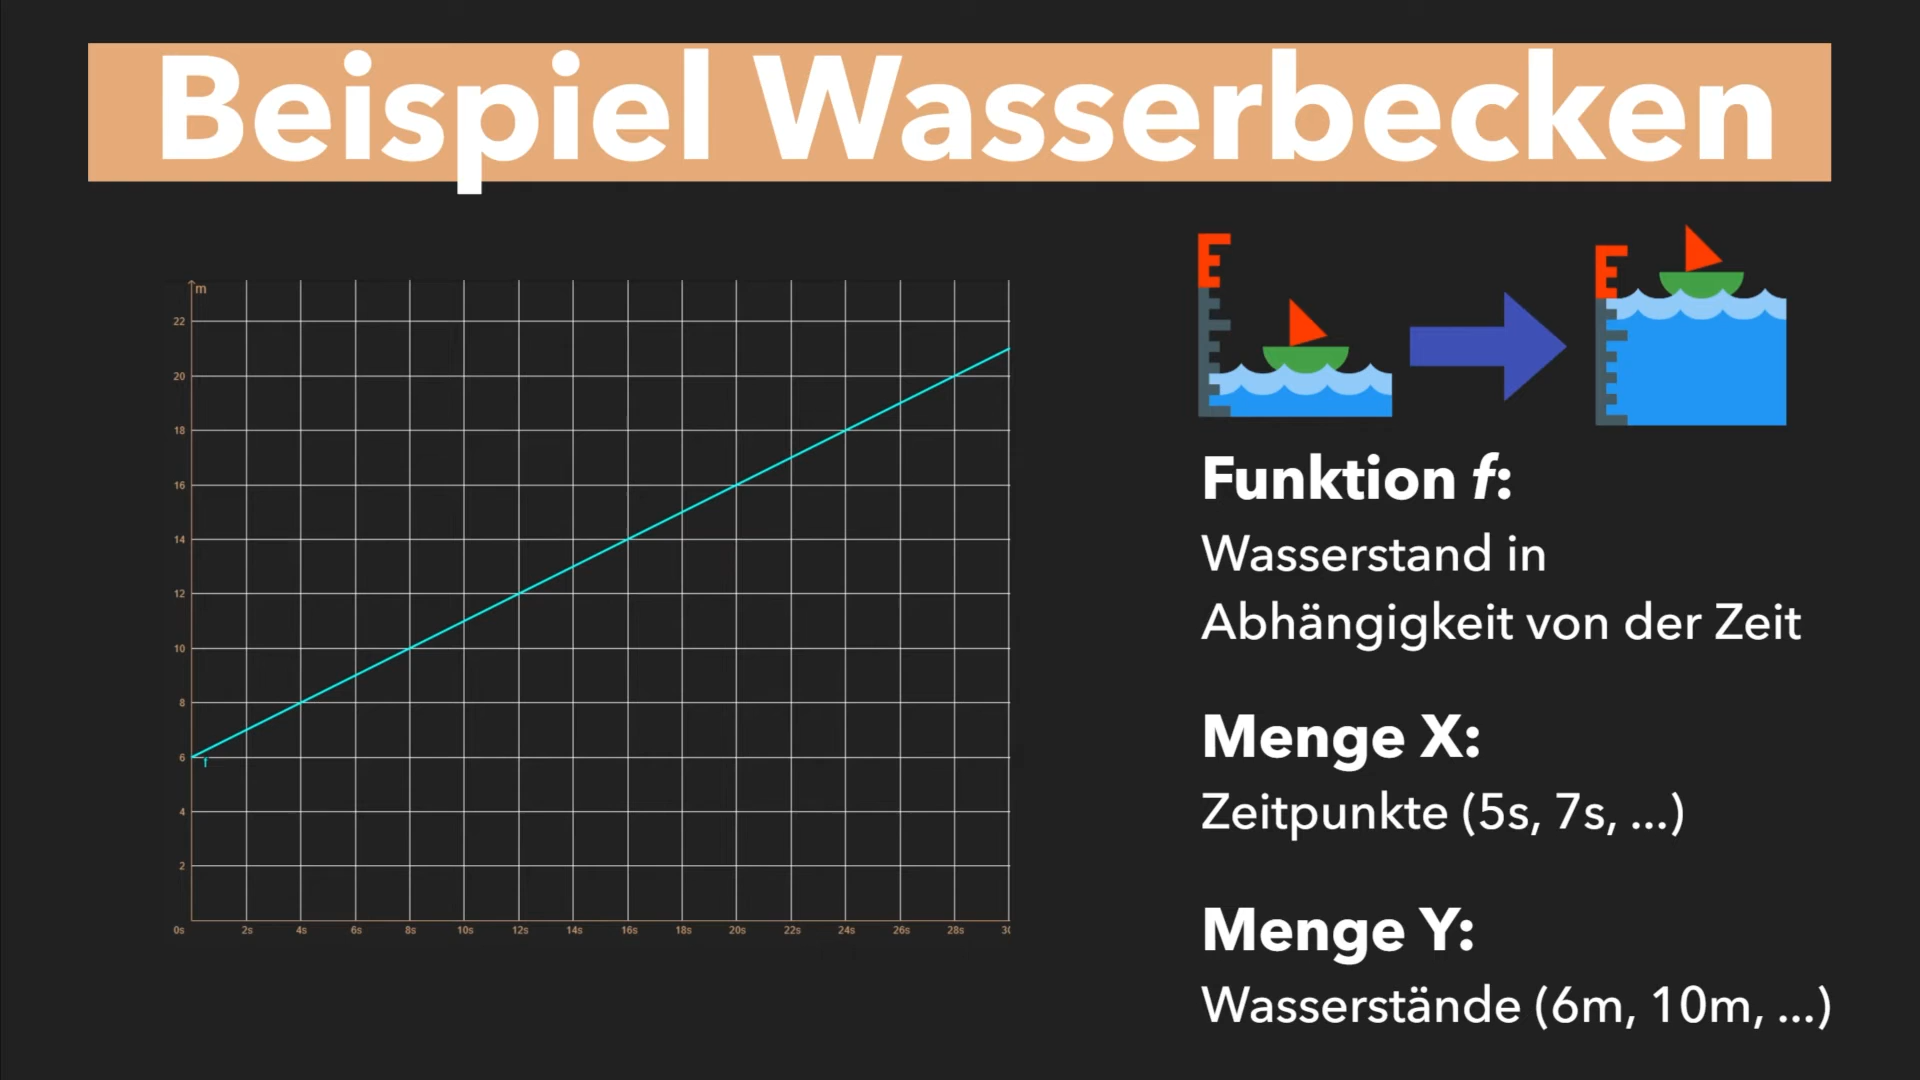 Beispiel Wasserbecken
m
22
20
18
16
14
12
10
8
6
f
4
2
0s 2s 4s 6s 8s 10s 12s 14s 16s 18s 20s 22s 24s 26s 28s
Funktion f:
Wasserstand in
Abhängigkeit von der Zeit
Menge X:
Zeitpunkte (5s, 7s, ...)
Menge Y:
Wasserstände (6m, 10m, ...)